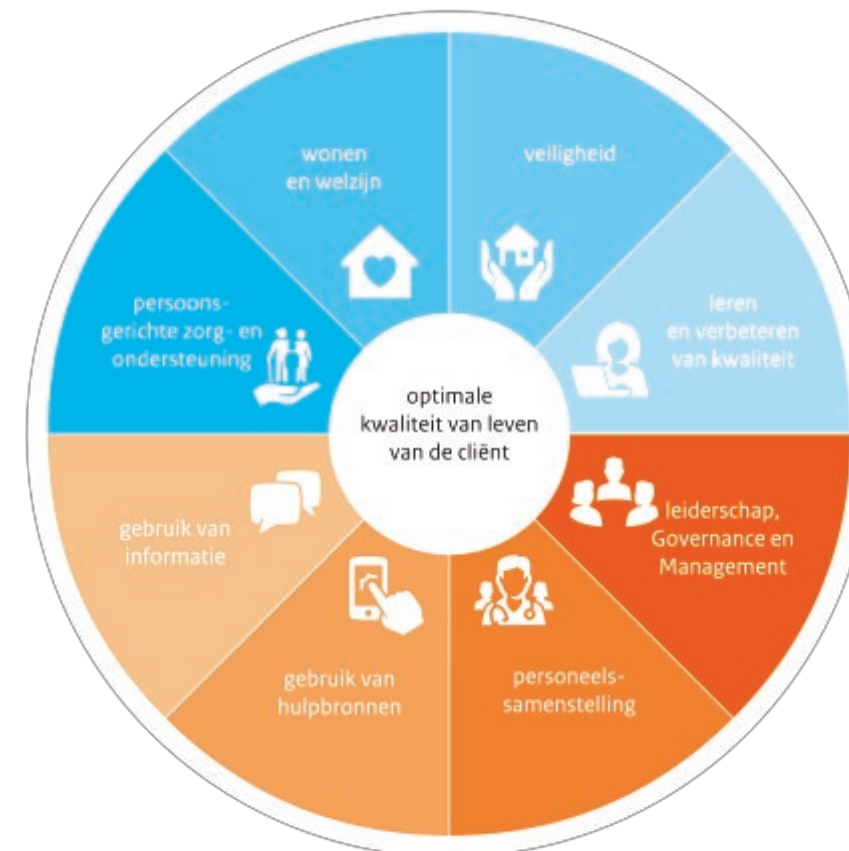 wonen
en welzijn
veiligheid
persoons-
gerichte zorg- en
ondersteuning
leren
en verbeteren
van kwaliteit
optimale
kwaliteit van leven
van de cliënt
gebruik van
informatie
leiderschap,
Governance en
Management
gebruik van
hulpbronnen
personeels-
samenstelling